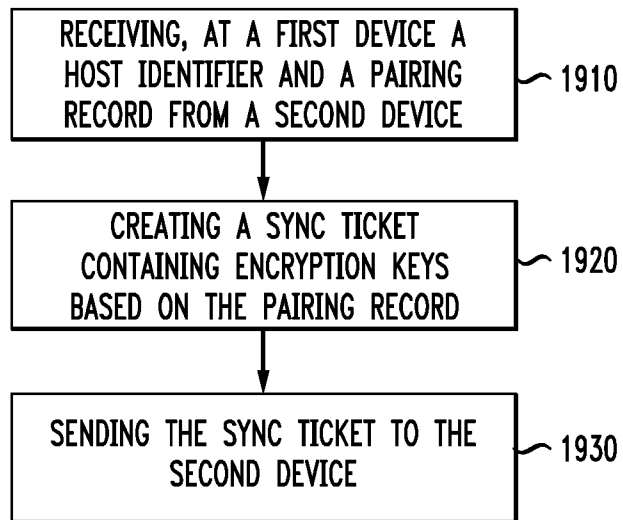 RECEIVING, AT A FIRST DEVICE A
HOST IDENTIFIER AND A PAIRING
RECORD FROM A SECOND DEVICE
1910
CREATING A SYNC TICKET
CONTAINING ENCRYPTION KEYS
BASED ON THE PAIRING RECORD
1920
SENDING THE SYNC TICKET TO THE
SECOND DEVICE
1930